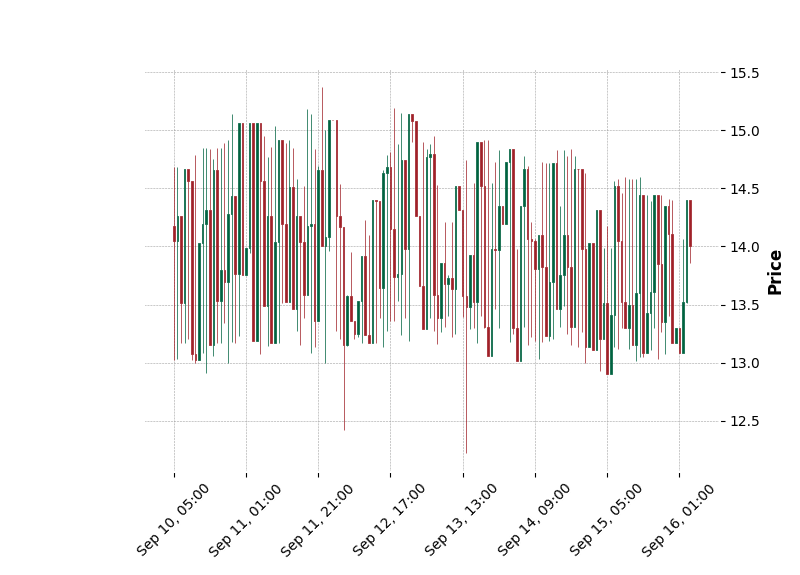 15.5
15.0
14.5
14.0
13.5
13.0
12.5
Price
Sep 10, 05:00
Sep 11, 01:00
Sep 11, 21:00
Sep 12, 17:00
Sep 13, 13:00
Sep 14, 09:00
Sep 15, 05:00
Sep 16, 01:00